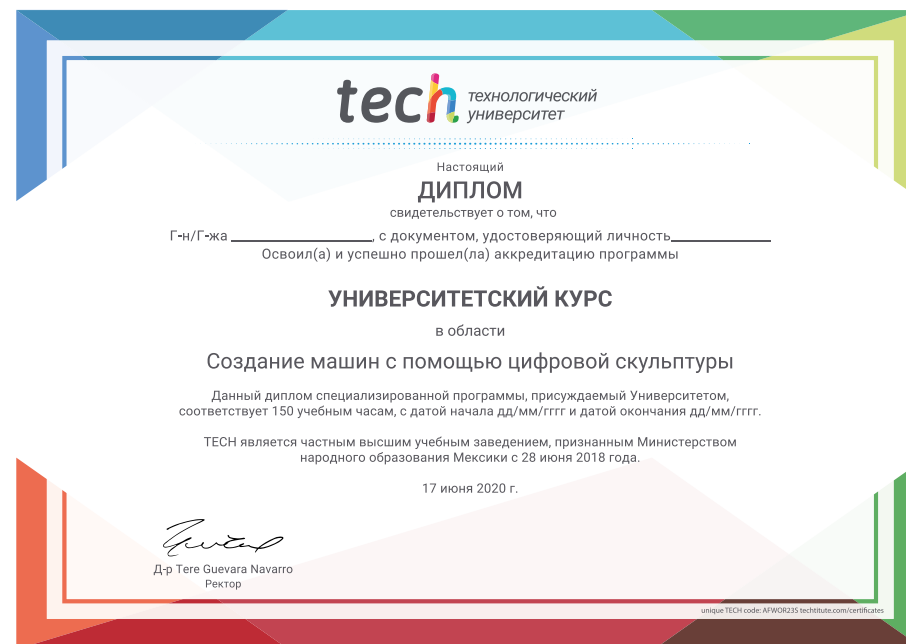 tech технологический
университет
Настоящий
ДИПЛОМ
свидетельствует о том, что
Г-н/Г-жа , с документом, удостоверяющий личность
Освоил(а) и успешно прошел(ла) аккредитацию программы
УНИВЕРСИТЕТСКИЙ КУРС
в области
Создание машин с помощью цифровой скульптуры
Данный диплом специализированной программы, присуждаемый Университетом,
соответствует 150 учебным часам, с датой начала дд/мм/гггг и датой окончания дд/мм/гггг.
TECH является частным высшим учебным заведением, признанным Министерством
народного образования Мексики с 28 июня 2018 года.
17 июня 2020 г.
Д-р Tere Guevara Navarro
Ректор
unique TECH code: AFWOR235 techtitute.com/certificates